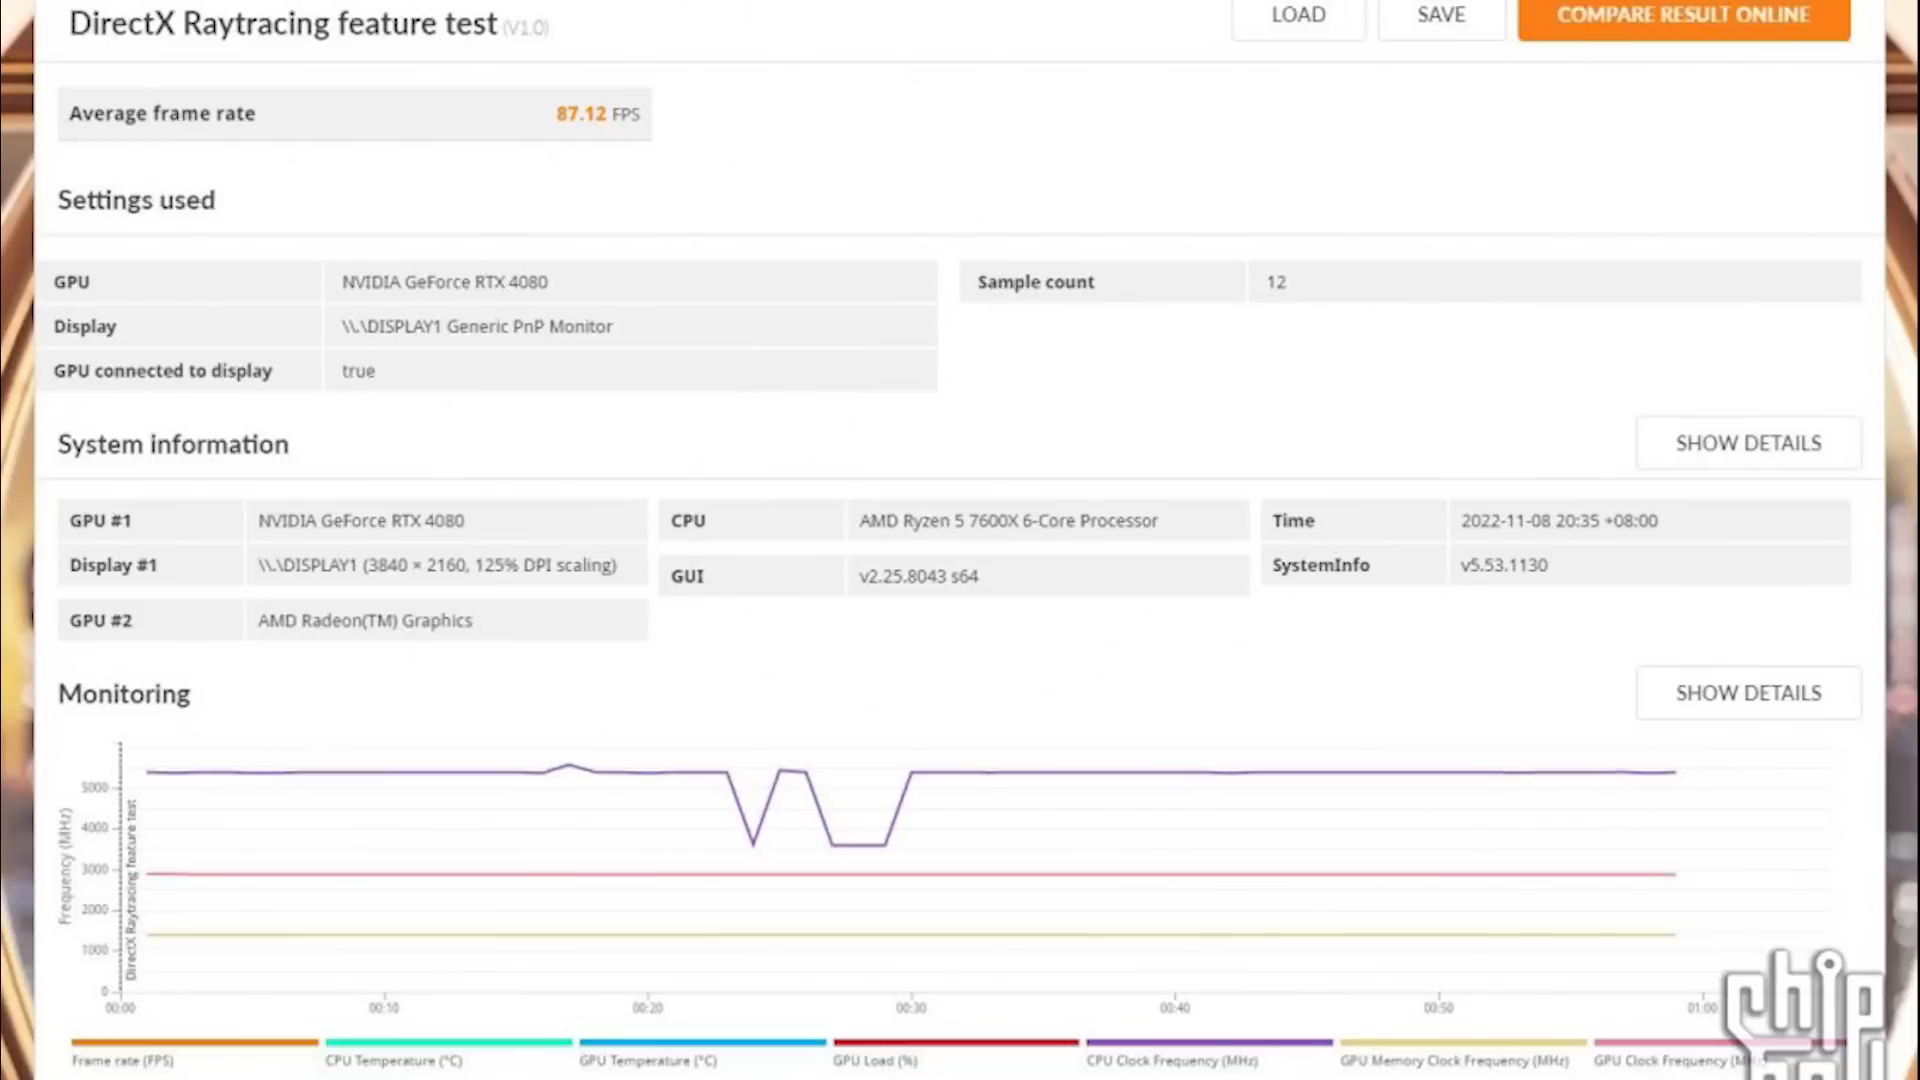 DirectX Raytracing feature test (V1.0)
LOAD
SAVE
COMPARE RESULT ONLINE
Average frame rate 87.12 FPS
Settings used
GPU NVIDIA GeForce RTX 4080
Sample count 12
Display \\.\DISPLAY1 Generic PnP Monitor
GPU connected to display true
System information
SHOW DETAILS
GPU #1 NVIDIA GeForce RTX 4080
CPU AMD Ryzen 5 7600X 6-Core Processor
Time 2022-11-08 20:35 +08:00
Display #1 \\.\DISPLAY1 (3840 × 2160, 125% DPI scaling)
GUI v2.25.8043 s64
SystemInfo v5.53.1130
GPU #2 AMD Radeon(TM) Graphics
Monitoring
SHOW DETAILS
Frequency (MHz)
5000
4000
3000
2000
1000
0
DirectX Raytracing feature test
00:00 00:10 00:20 00:30 00:40 00:50 01:00
Frame rate (FPS)
CPU Temperature (°C)
GPU Temperature (°C)
GPU Load (%)
CPU Clock Frequency (MHz)
GPU Memory Clock Frequency (MHz)
GPU Clock Frequency
chip